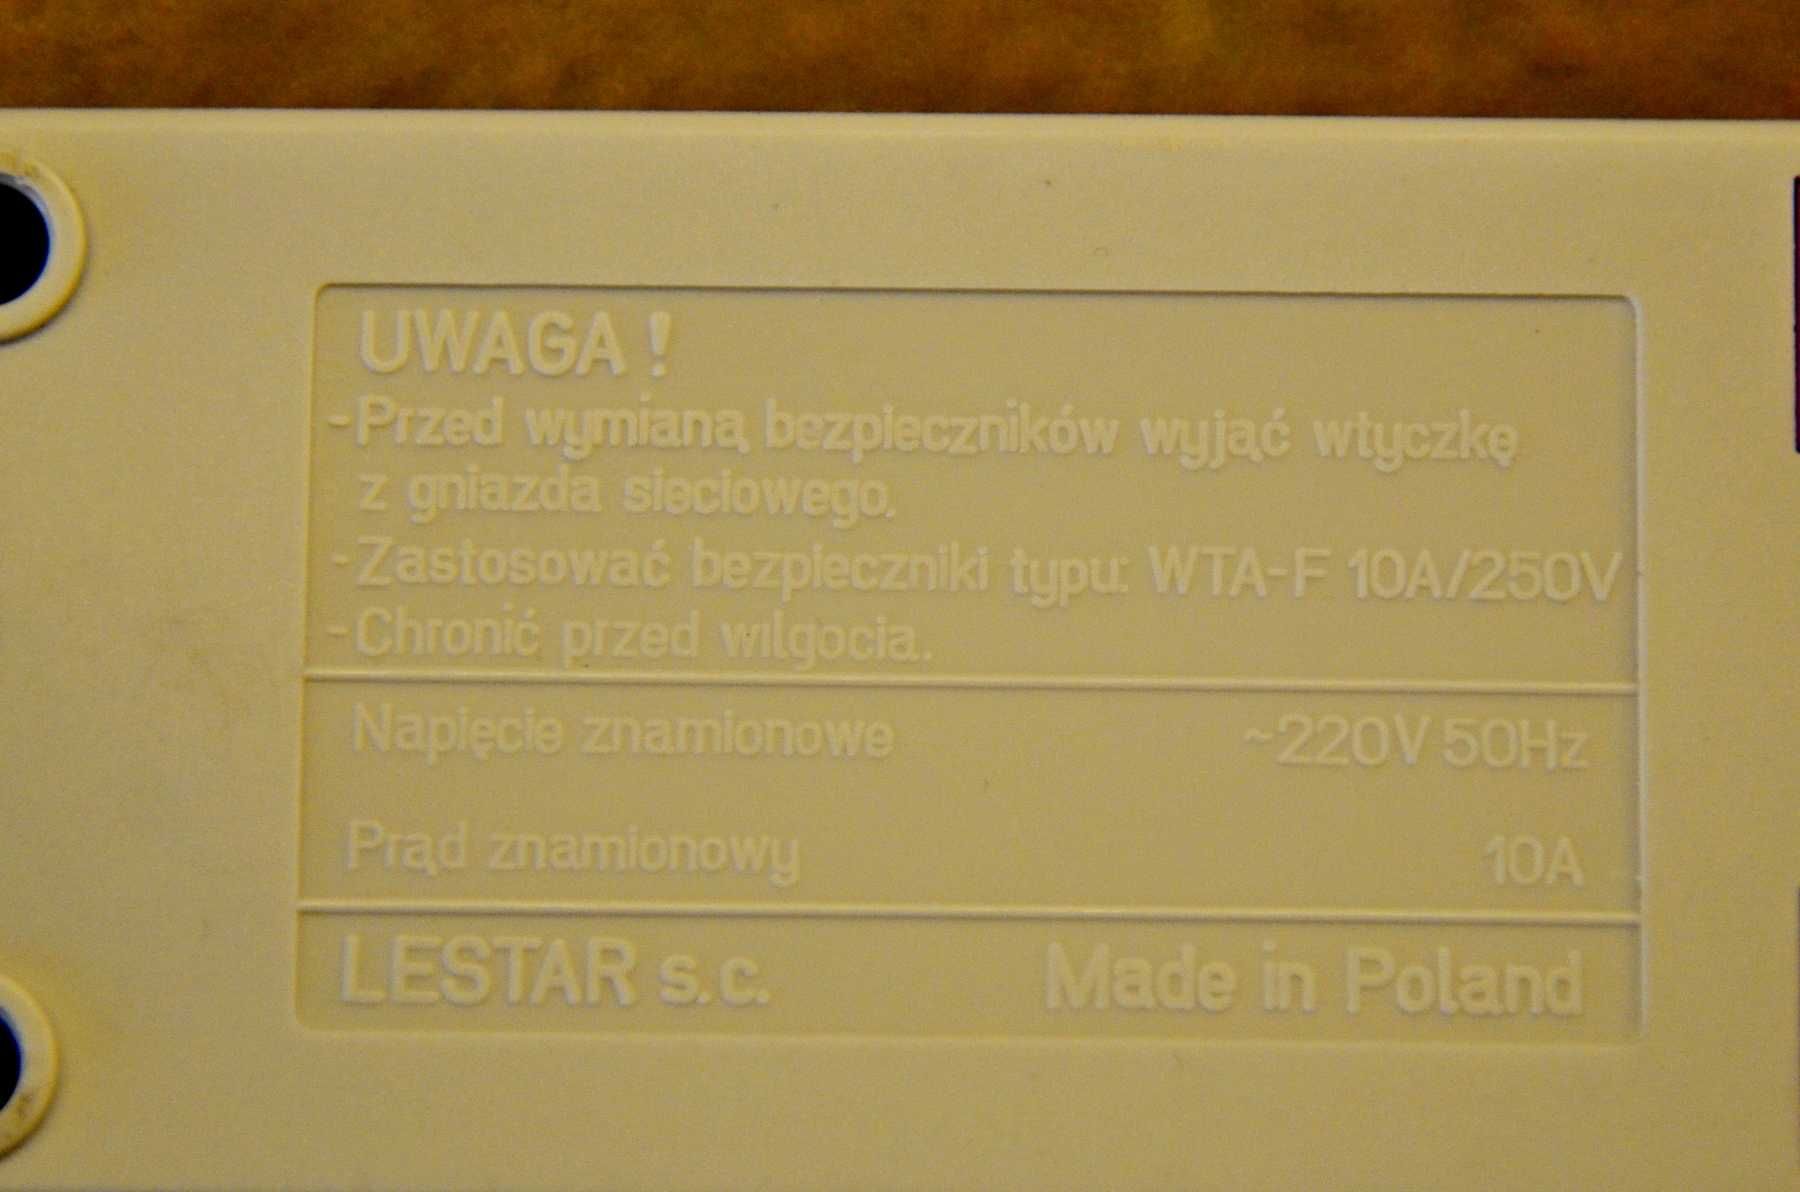 UWAGA !
-Przed wymianą bezpieczników wyjąć wtyczkę
z gniazda sieciowego.
-Zastosować bezpieczniki typu: WTA-F 10A/250V
-Chronić przed wilgocia.
Napięcie znamionowe ~220V 50Hz
Prąd znamionowy 10A
LESTAR s.c. Made in Poland